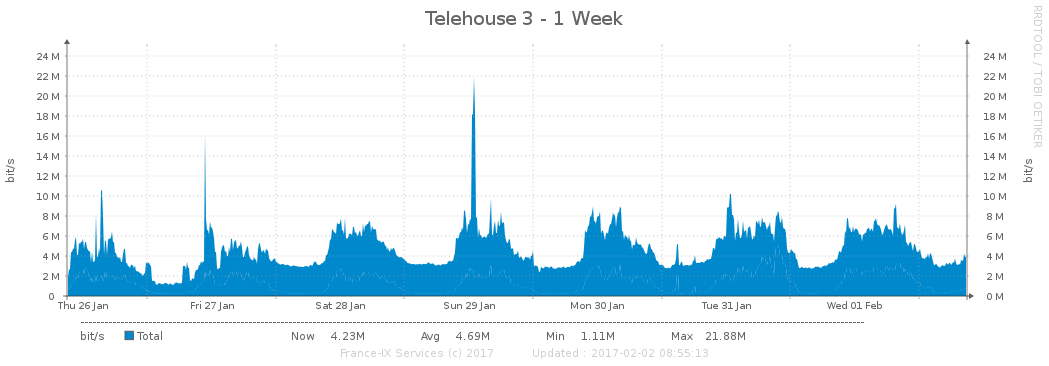 Telehouse 3 - 1 Week
RRDTOOL / TOBI OETIKER
bit/s
bit/s
24 M 24 M
22 M 22 M
20 M 20 M
18 M 18 M
16 M 16 M
14 M 14 M
12 M 12 M
10 M 10 M
8 M 8 M
6 M 6 M
4 M 4 M
2 M 2 M
0 0 M
Thu 26 Jan Fri 27 Jan Sat 28 Jan Sun 29 Jan Mon 30 Jan Tue 31 Jan Wed 01 Feb
bit/s Total Now 4.23M Avg 4.69M Min 1.11M Max 21.88M
France-IX Services (c) 2017 Updated : 2017-02-02 08:55:13